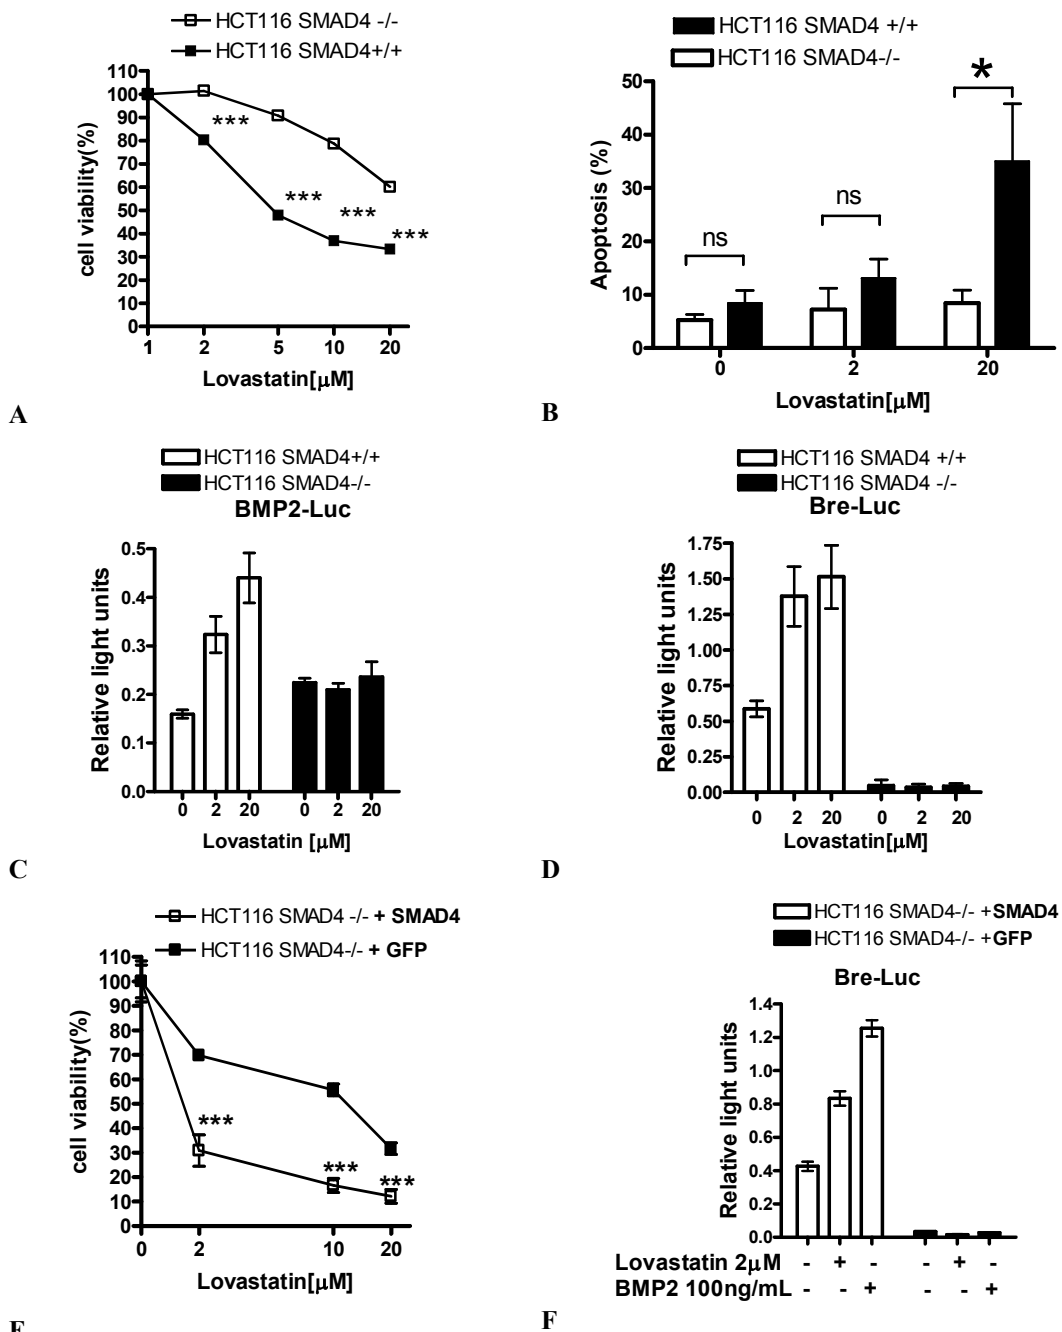 HCT116 SMAD4 -/-
HCT116 SMAD4+/+
110
100
90
80
70
60
50
40
30
20
10
0
cell viability(%)
***
***
***
***
1 2 5 10 20
Lovastatin[µM]
A
HCT116 SMAD4 +/+
HCT116 SMAD4-/-
50
40
30
20
10
0
Apoptosis (%)
ns
ns
*
0 2 20
Lovastatin[µM]
B
HCT116 SMAD4+/+
HCT116 SMAD4-/-
BMP2-Luc
0.5
0.4
0.3
0.2
0.1
0.0
Relative light units
0 2 20 0 2 20
Lovastatin [µM]
C
HCT116 SMAD4 +/+
HCT116 SMAD4 -/-
Bre-Luc
1.75
1.50
1.25
1.00
0.75
0.50
0.25
0.00
Relative light units
0 2 20 0 2 20
Lovastatin[µM]
D
HCT116 SMAD4 -/- + SMAD4
HCT116 SMAD4-/- + GFP
110
100
90
80
70
60
50
40
30
20
10
0
cell viability(%)
***
***
***
0 2 10 20
Lovastatin[µM]
HCT116 SMAD4-/- +SMAD4
HCT116 SMAD4-/- +GFP
Bre-Luc
1.4
1.2
1.0
0.8
0.6
0.4
0.2
0.0
Relative light units
Lovastatin 2µM - + - - + -
BMP2 100ng/mL - - + - - +
F